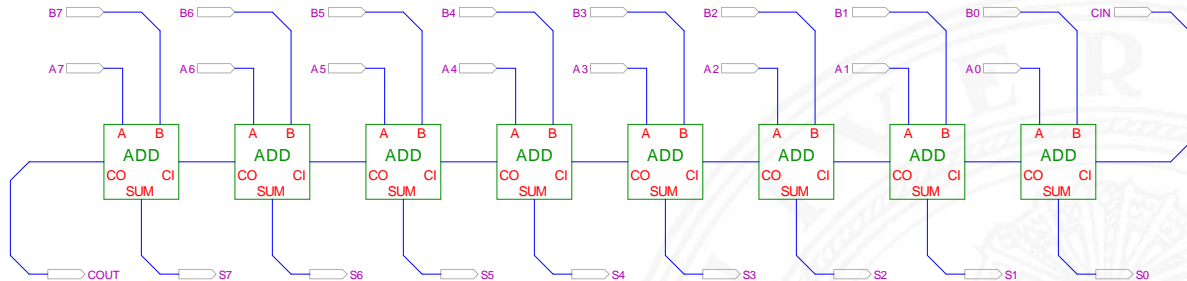 B7 B6 B5 B4 B3 B2 B1 B0 CIN
A7 A6 A5 A4 A3 A2 A1 A0
A B A B A B A B A B A B A B A B
ADD ADD ADD ADD ADD ADD ADD ADD
CO CI CO CI CO CI CO CI CO CI CO CI CO CI CO CI
SUM SUM SUM SUM SUM SUM SUM SUM
COUT S7 S6 S5 S4 S3 S2 S1 S0